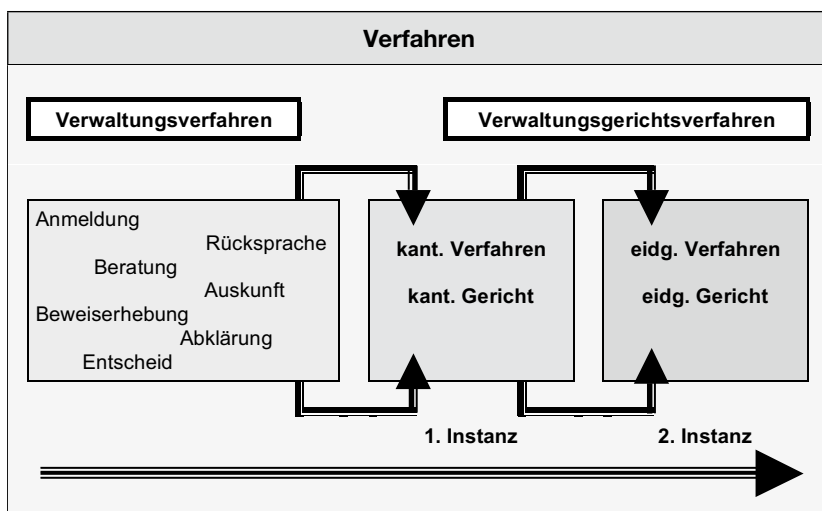 Verfahren
Verwaltungsverfahren
Verwaltungsgerichtsverfahren
Anmeldung
Rücksprache
Beratung
Auskunft
Beweiserhebung
Abklärung
Entscheid
kant. Verfahren
kant. Gericht
eidg. Verfahren
eidg. Gericht
1. Instanz
2. Instanz